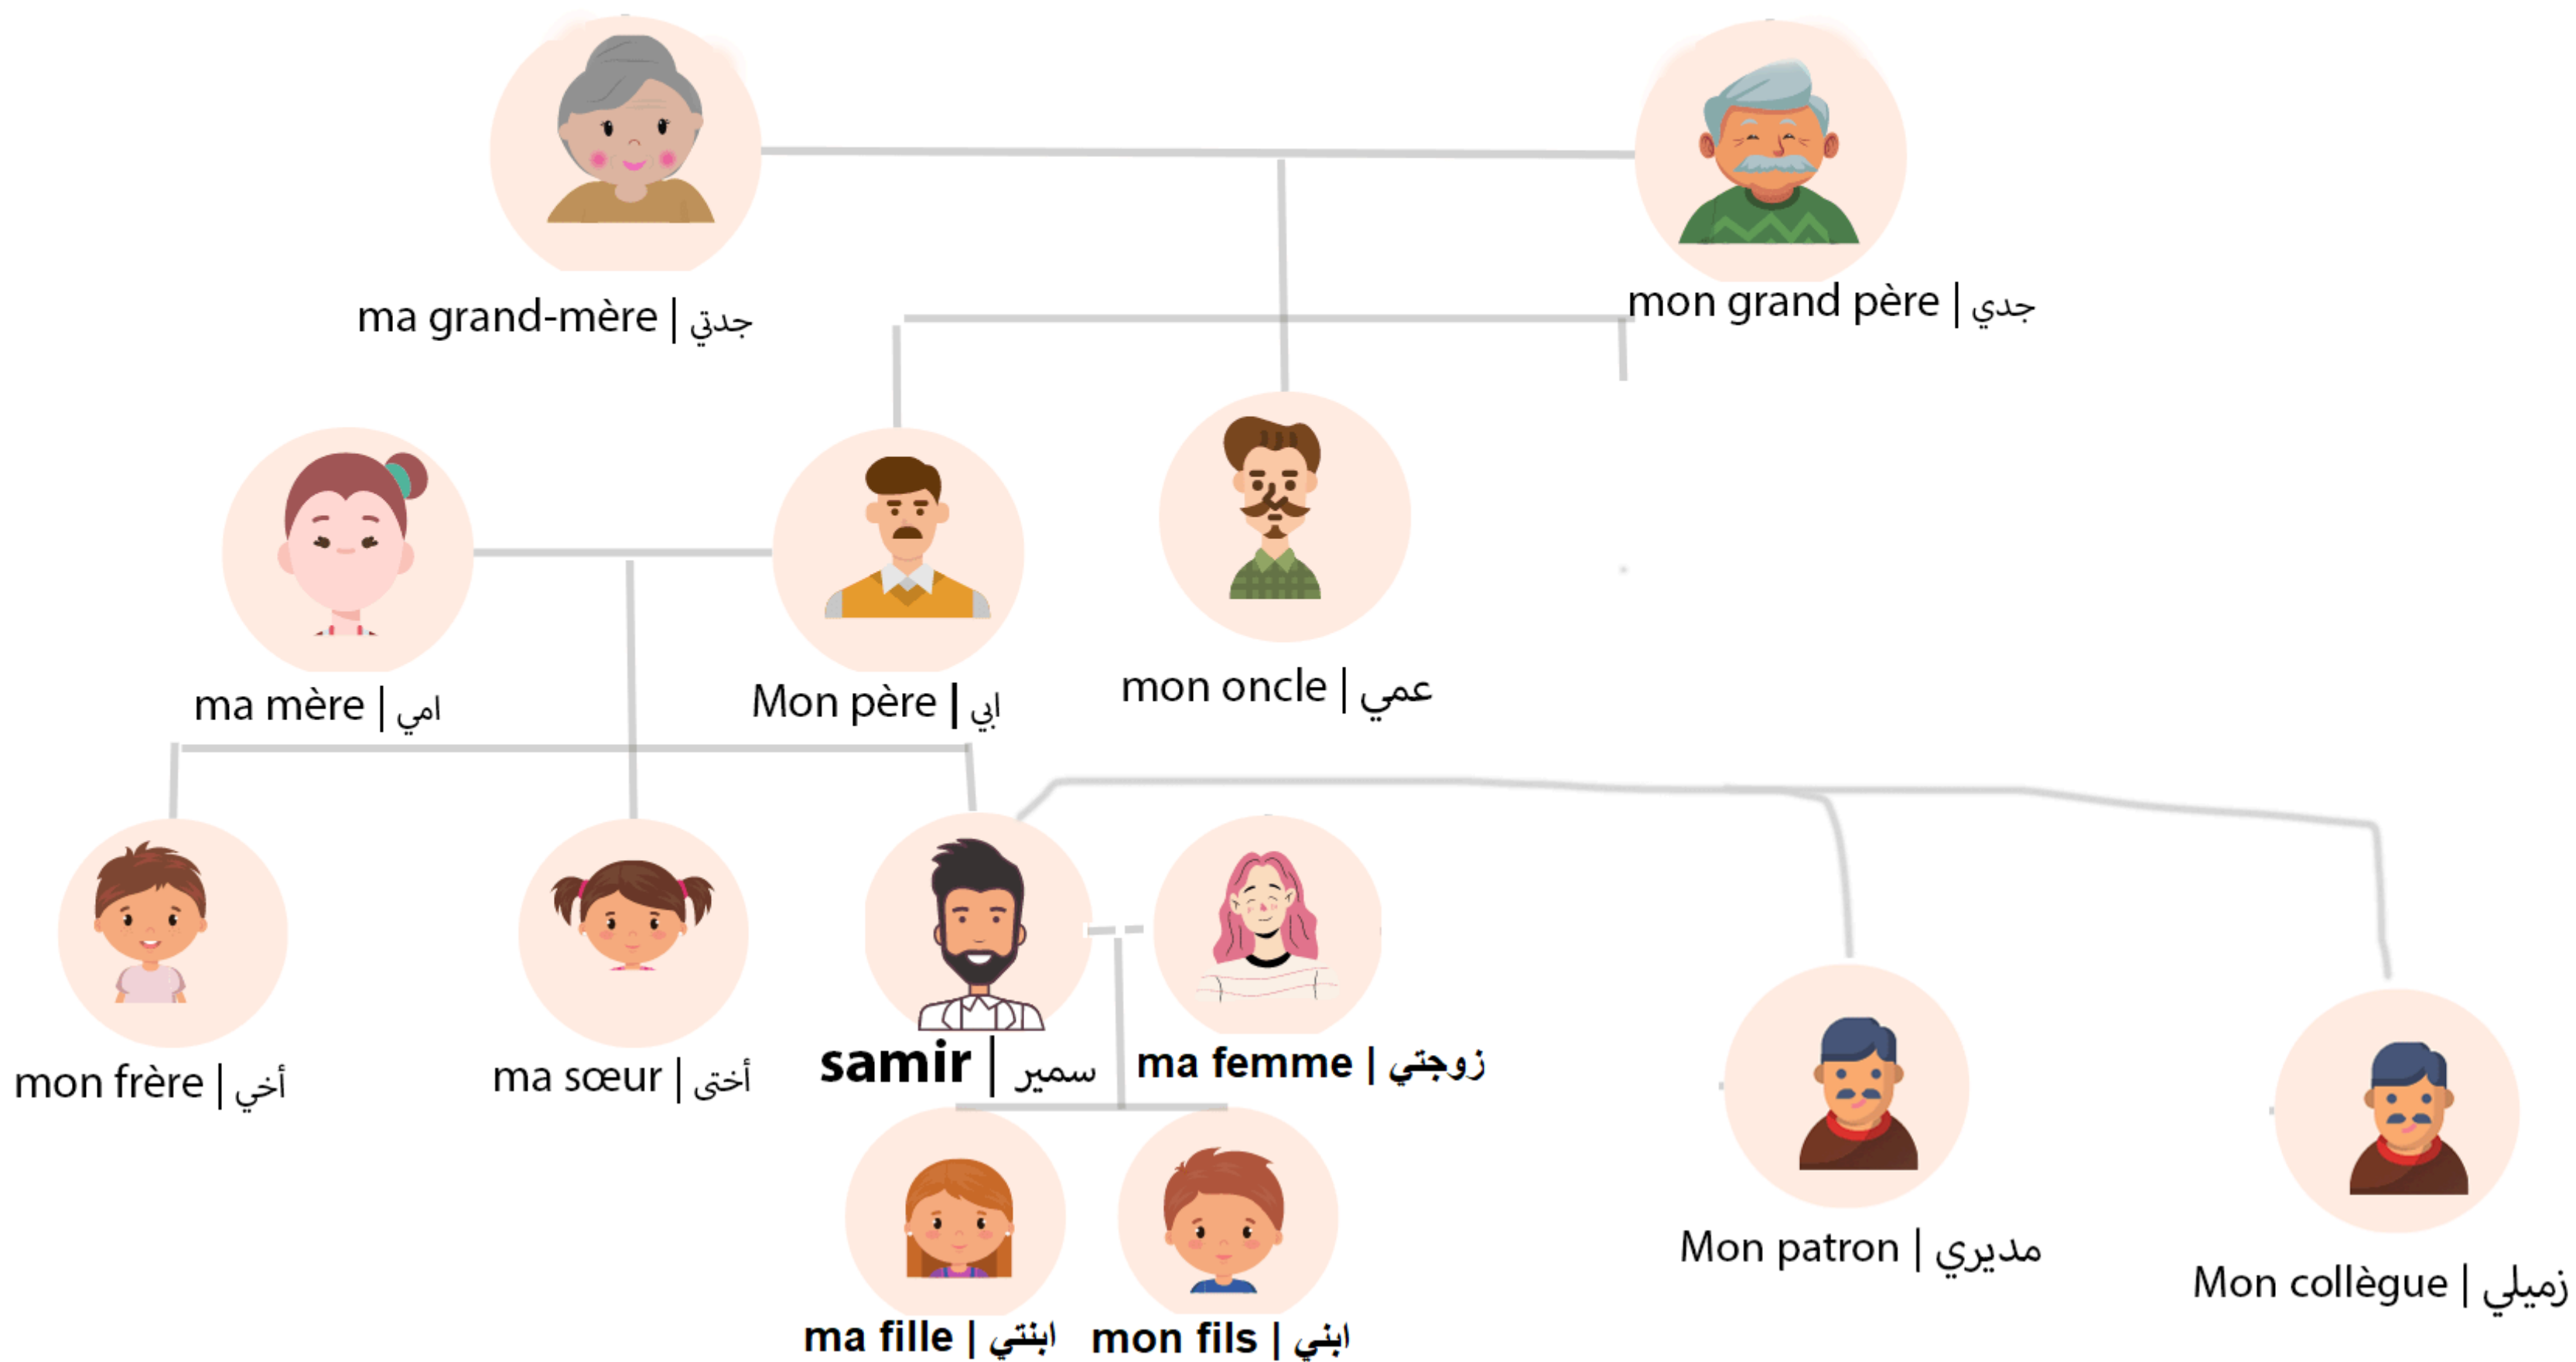 ma grand-mère | جدتي
mon grand père | جدي
ma mère | امي
Mon père | ابي
mon oncle | عمي
mon frère | أخي
ma sœur | أختى
samir | سمير
ma femme | زوجتي
Mon patron | مديري
Mon collègue | زميلي
ma fille | ابنتي
mon fils | ابني